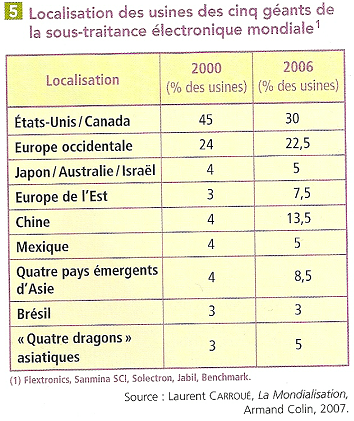 5 Localisation des usines des cinq géants de
la sous-traitance électronique mondiale¹
Localisation 2000 (% des usines) 2006 (% des usines)
États-Unis/Canada 45 30
Europe occidentale 24 22,5
Japon/Australie/Israël 4 5
Europe de l'Est 3 7,5
Chine 4 13,5
Mexique 4 5
Quatre pays émergents
d'Asie 4 8,5
Brésil 3 3
« Quatre dragons »
asiatiques 3 5
(1) Flextronics, Sanmina SCI, Solectron, Jabil, Benchmark.
Source : Laurent CARROUÉ, La Mondialisation,
Armand Colin, 2007.